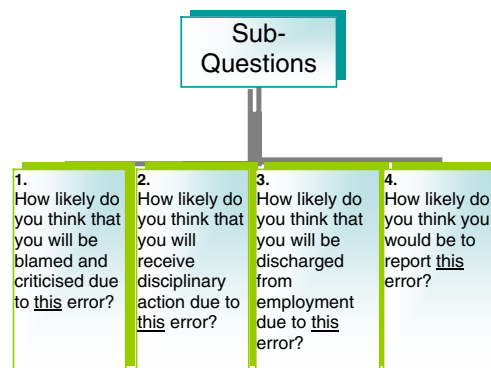 Sub-
Questions
1.
How likely do
you think that
you will be
blamed and
criticised due
to this error?
2.
How likely do
you think that
you will
receive
disciplinary
action due to
this error?
3.
How likely do
you think that
you will be
discharged
from
employment
due to this
error?
4.
How likely do
you think you
would be to
report this
error?